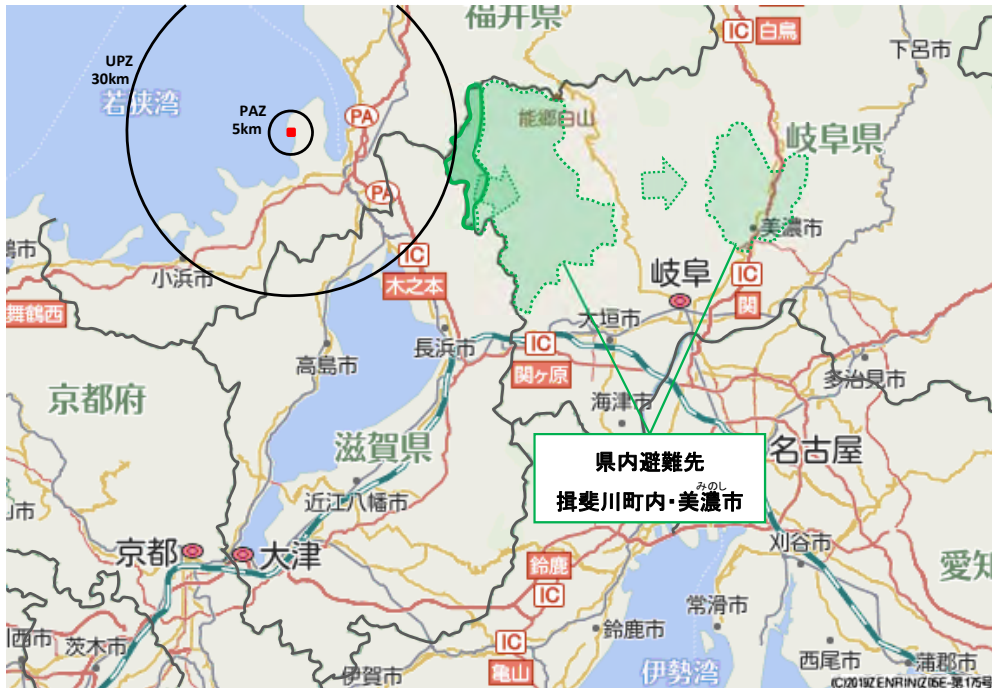 福井県
IC 白鳥
下呂市
UPZ
30km
若狭湾
PAZ
5km
PA
能郷白山
岐阜県
PA
美濃市
IC
小浜市
木之本
岐阜
IC
関
舞鶴西
大垣市
長浜市
IC
関ヶ原
高島市
多治見市
海津市
京都府
滋賀県
名古屋
県内避難先
みのし
揖斐川町内・美濃市
近江八幡市
刈谷市
京都
大津
鈴鹿
IC
愛知
常滑市
鈴鹿市
茨木市
IC
亀山
伊賀市
伊勢湾
西尾市
蒲郡市
(C)2019ZENRIN(Z05E-第175号